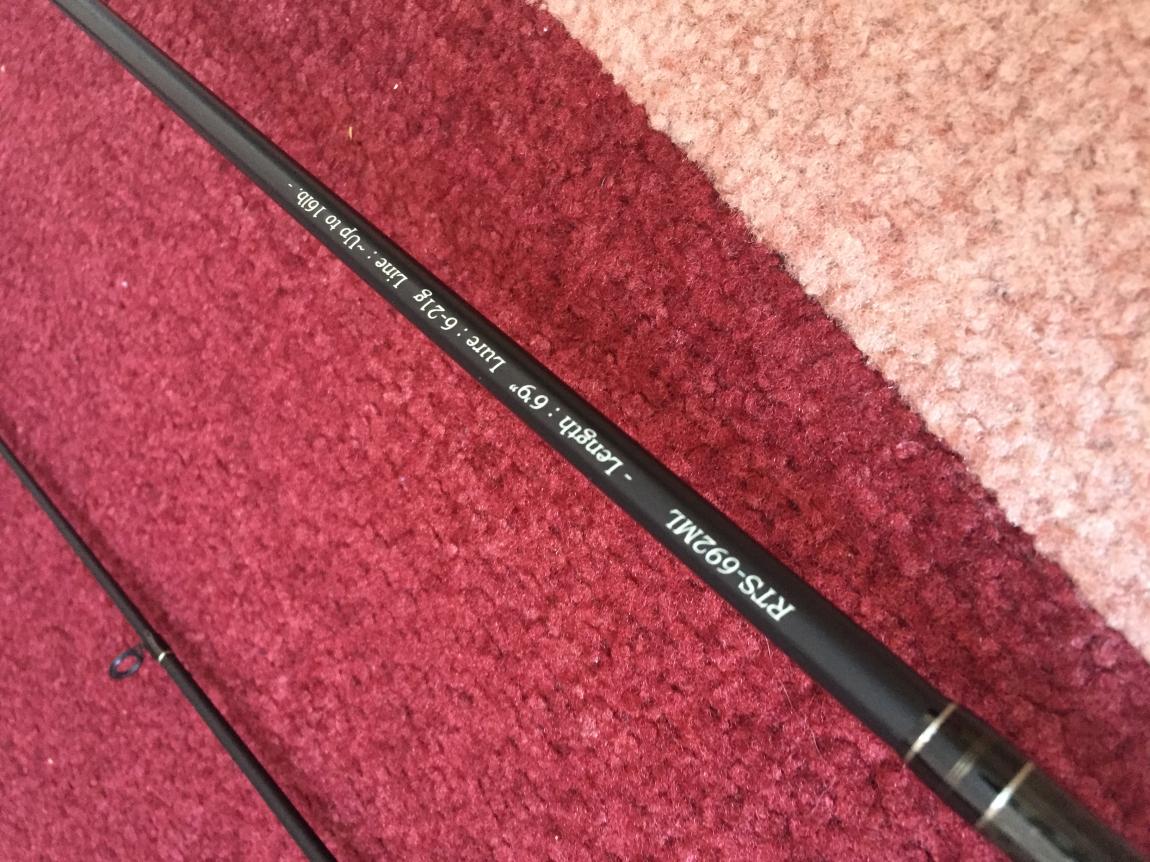 RTS-692ML
- Length : 6'9" Lure : 6-21g Line : ~Up to 16lb. -